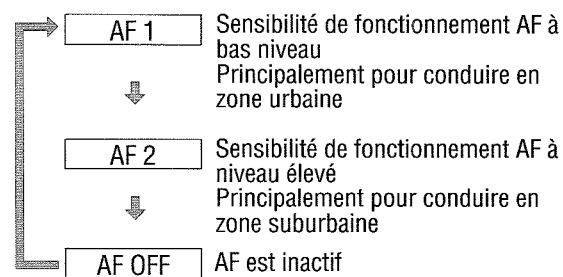 AF 1
Sensibilité de fonctionnement AF à
bas niveau
Principalement pour conduire en
zone urbaine
AF 2
Sensibilité de fonctionnement AF à
niveau élevé
Principalement pour conduire en
zone suburbaine
AF OFF
AF est inactif